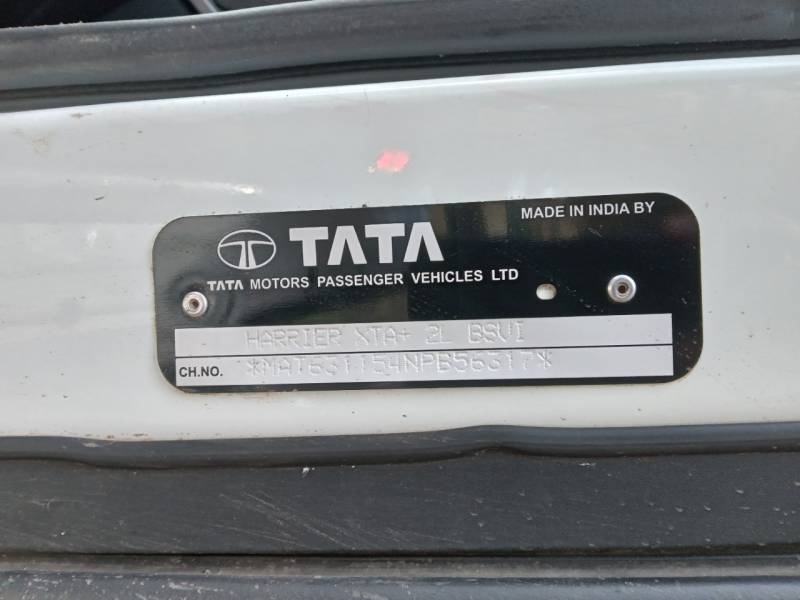 MADE IN INDIA BY
TATA
TATA MOTORS PASSENGER VEHICLES LTD
HARRIER XTA+ 2L BSVI
CH.NO. *MAT631154NPB56317*